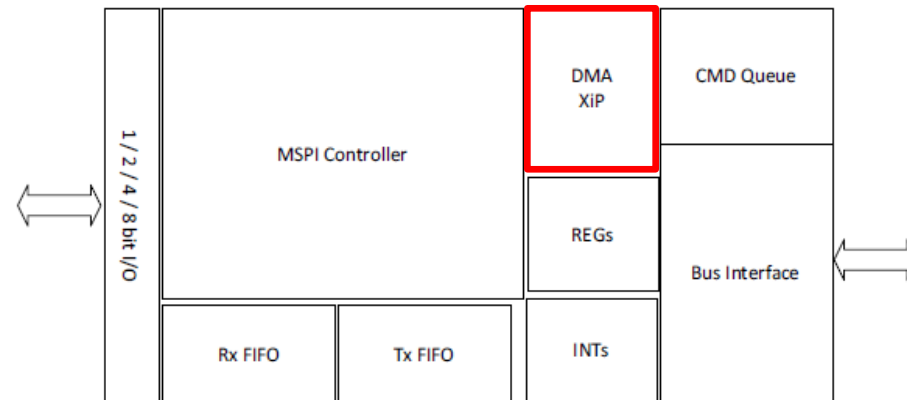 1 / 2 / 4 / 8 bit I/O
MSPI Controller
DMA
XiP
CMD Queue
REGs
Bus Interface
Rx FIFO
Tx FIFO
INTs